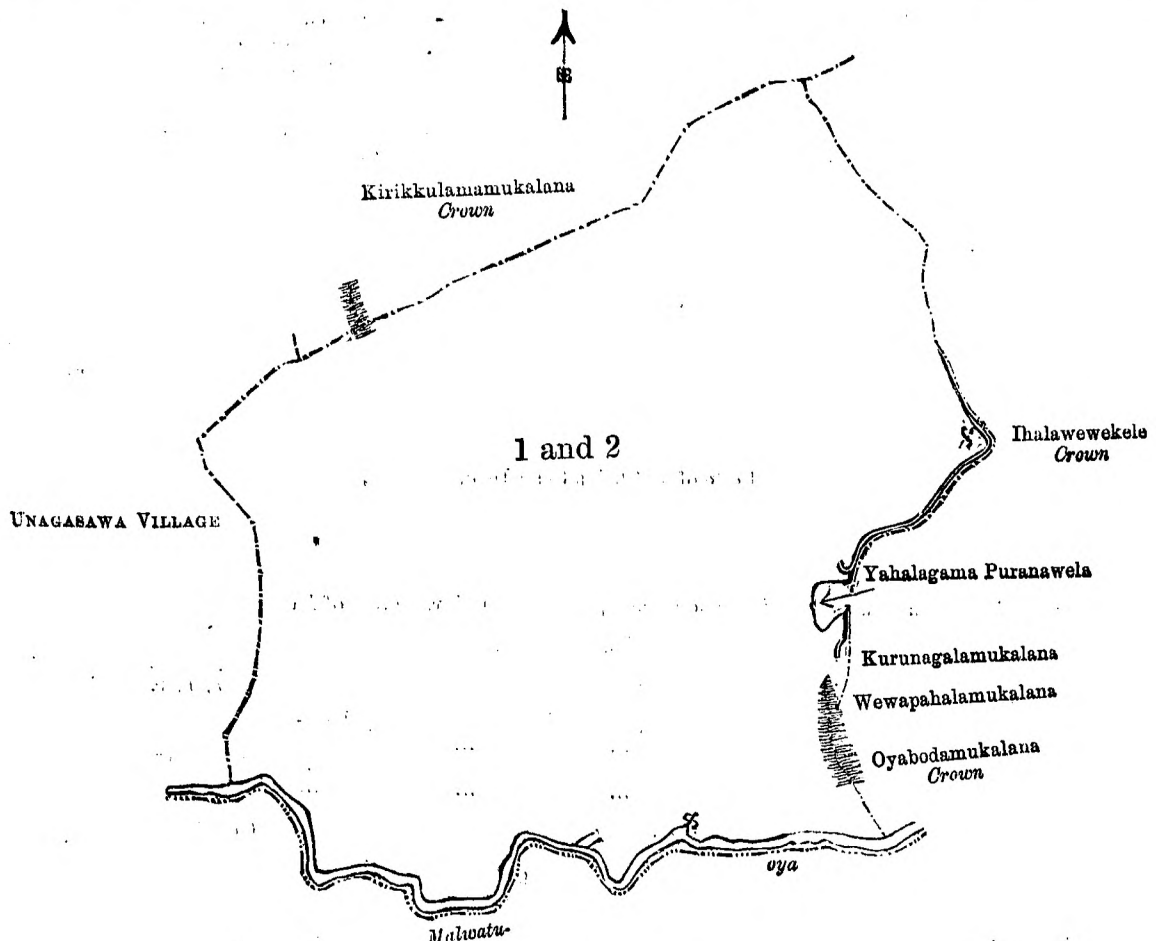 Kirikkulamamukalana
Crown
1 and 2
Ihalawewekele
Crown
UNAGASAWA VILLAGE
Yahalagama Puranawela
Kurunagalamukalana
Wewapahalamukalana
Oyabodamukalana
Crown
oya
Malwatu-